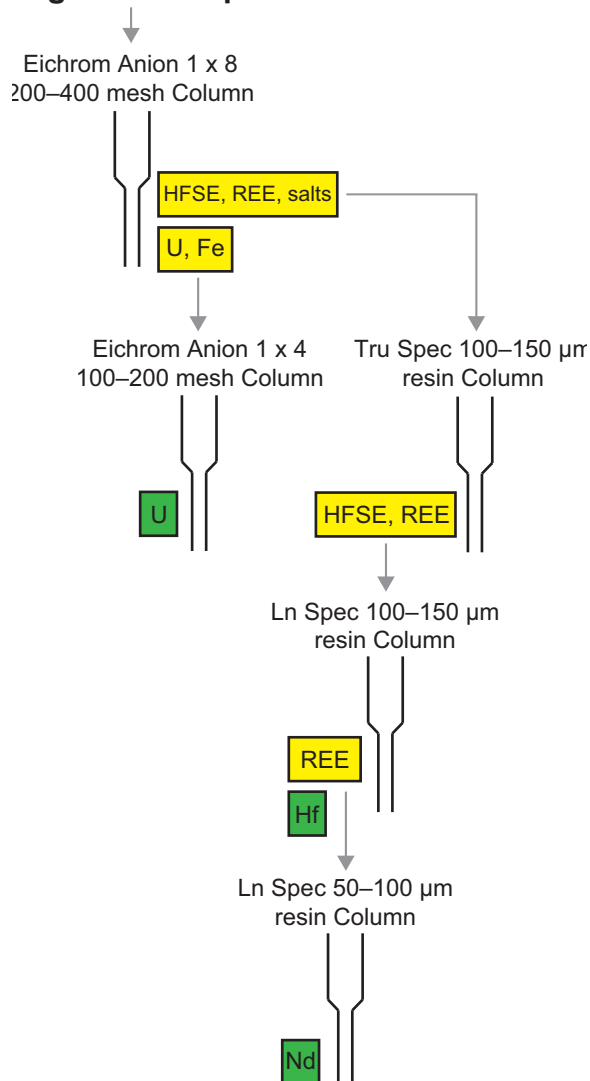 Eichrom Anion 1 x 8
200–400 mesh Column
HFSE, REE, salts
U, Fe
Eichrom Anion 1 x 4
100–200 mesh Column
Tru Spec 100–150 µm
resin Column
U
HFSE, REE
Ln Spec 100–150 µm
resin Column
REE
Hf
Ln Spec 50–100 µm
resin Column
Nd